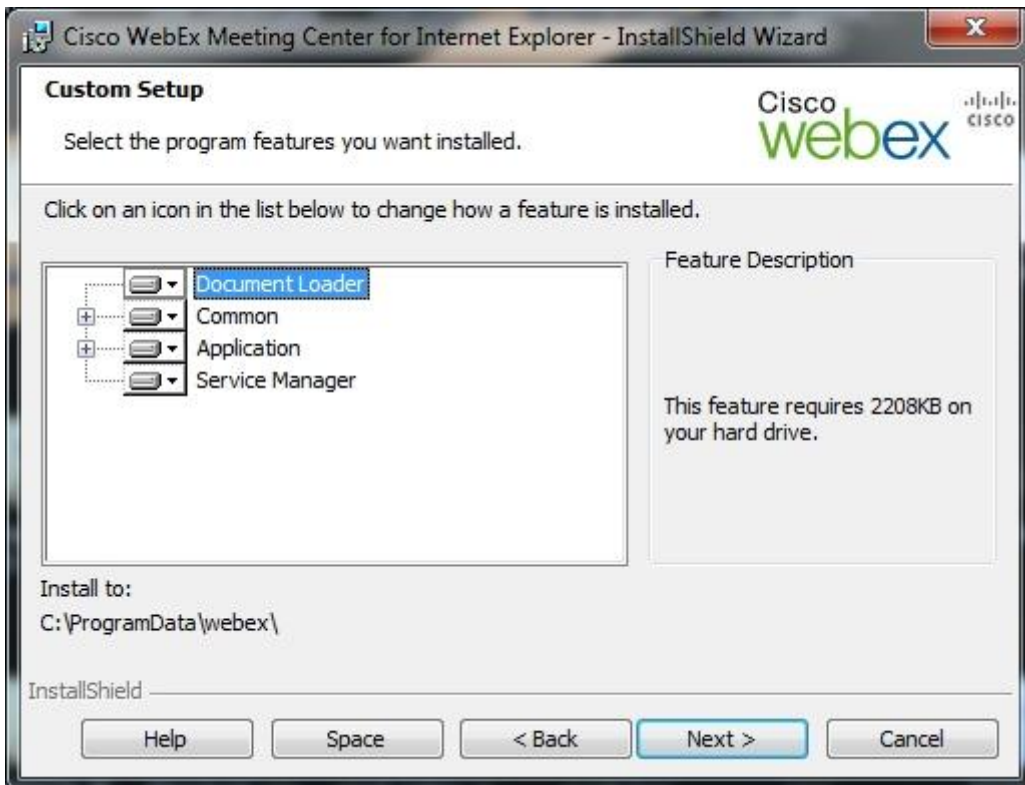 Cisco WebEx Meeting Center for Internet Explorer - InstallShield Wizard
Custom Setup
Select the program features you want installed.
Cisco
webex
CISCO
Click on an icon in the list below to change how a feature is installed.
Document Loader
Common
Application
Service Manager
Feature Description
This feature requires 2208KB on
your hard drive.
Install to:
C:\ProgramData\webex\
InstallShield
Help
Space
< Back
Next >
Cancel